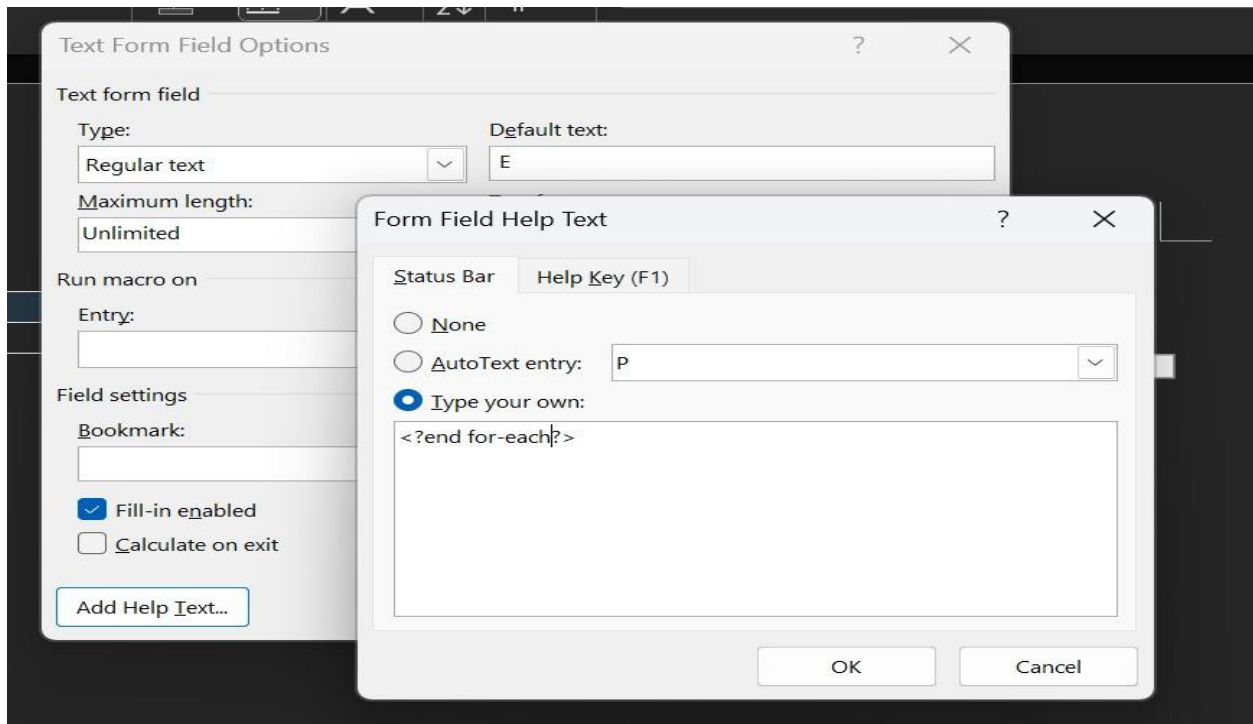 Text Form Field Options
Text form field
Type: Default text:
Regular text E
Maximum length:
Unlimited
Run macro on
Entry:
Field settings
Bookmark:
Fill-in enabled
Calculate on exit
Add Help Text...
Form Field Help Text
Status Bar Help Key (F1)
None
AutoText entry: P
Type your own:
<?end for-each?>
OK Cancel